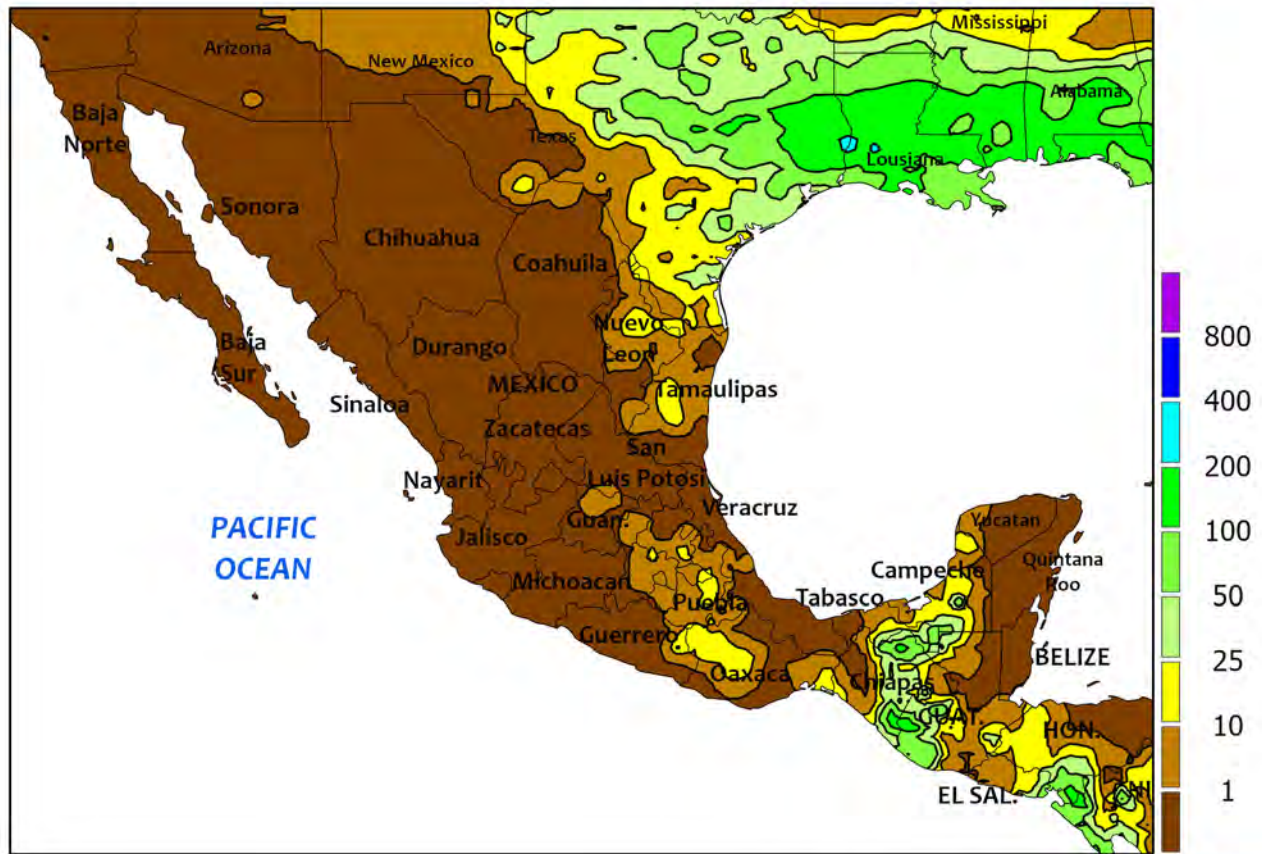 Mississippi
Arizona
New Mexico
Alabama
Baja
Norte
Texas
Lousiana
Sonora
Chihuahua
Coahuila
Nuevo
Leon
Durango
Baja
Sur
MEXICO
Tamaulipas
Sinaloa
Zacatecas
San
Luis Potosi
Nayarit
Veracruz
Guan.
Jalisco
Yucatan
PACIFIC
OCEAN
Quintana
Roo
Campeche
Michoacan
Tabasco
Puebla
Guerrero
BELIZE
Oaxaca
Chiapas
GUAT.
HON.
EL SAL.
NI
800
400
200
100
50
25
10
1